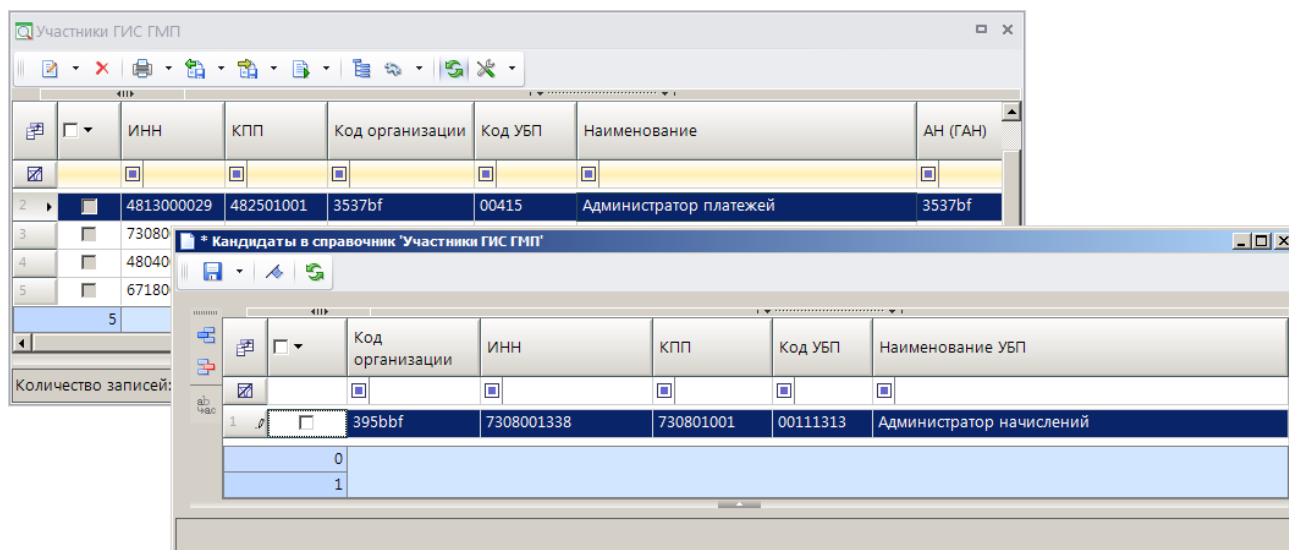 Участники ГИС ГМП
ИНН КПП Код организации Код УБП Наименование АН (ГАН)
2 4813000029 482501001 3537bf 00415 Администратор платежей 3537bf
3 73080
4 48040
5 67180
5
Количество записей:
* Кандидаты в справочник 'Участники ГИС ГМП'
Код организации ИНН КПП Код УБП Наименование УБП
ab
ac
1 395bbf 7308001338 730801001 00111313 Администратор начислений
0
1